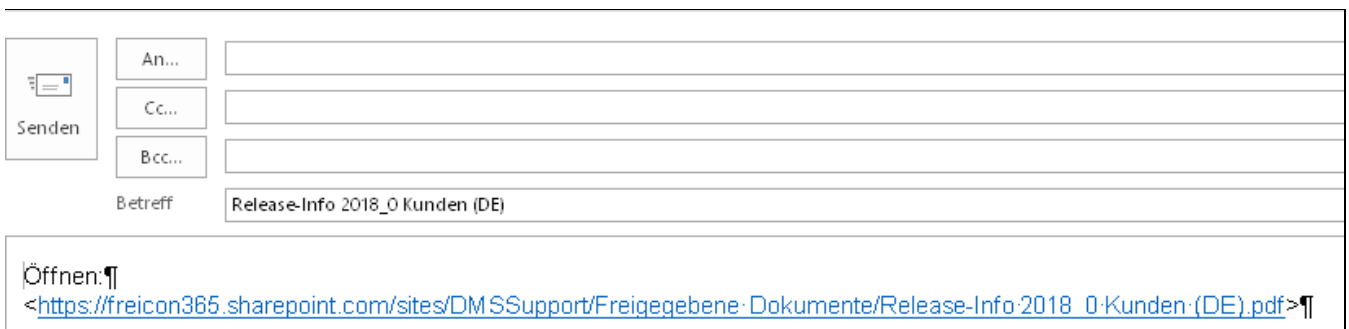 An...
Cc...
Senden
Bcc...
Betreff Release-Info 2018_0 Kunden (DE)
Öffnen:¶
<https://freicon365.sharepoint.com/sites/DMSSupport/Freigegebene·Dokumente/Release-Info·2018_0·Kunden·(DE).pdf>¶